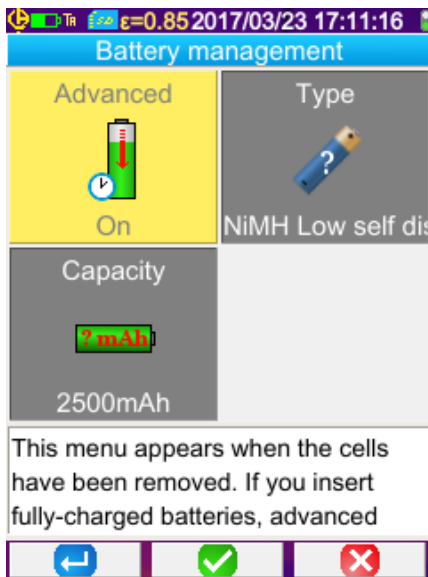 TA ε=0.85 2017/03/23 17:11:16
Battery management
Advanced
On
Type
?
NiMH Low self dis
Capacity
? mAh
2500mAh
This menu appears when the cells
have been removed. If you insert
fully-charged batteries, advanced